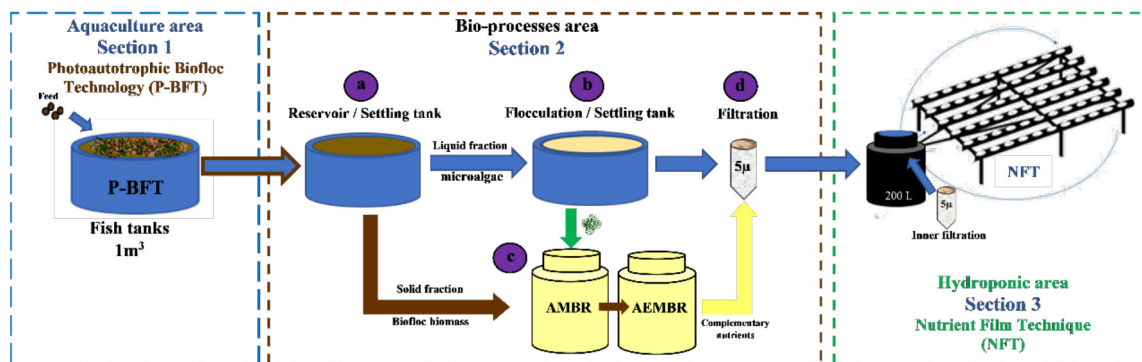 Aquaculture area
Section 1
Photoautotrophic Biofloc
Technology (P-BFT)
Feed
P-BFT
Fish tanks
1m³
Bio-processes area
Section 2
a
Reservoir / Settling tank
Liquid fraction
microalgae
b
Flocculation / Settling tank
d
Filtration
5µ
c
AMBR
AEMBR
Solid fraction
Biofloc biomass
Complementary
nutrients
NFT
200 L
5µ
Inner filtration
Hydroponic area
Section 3
Nutrient Film Technique
(NFT)